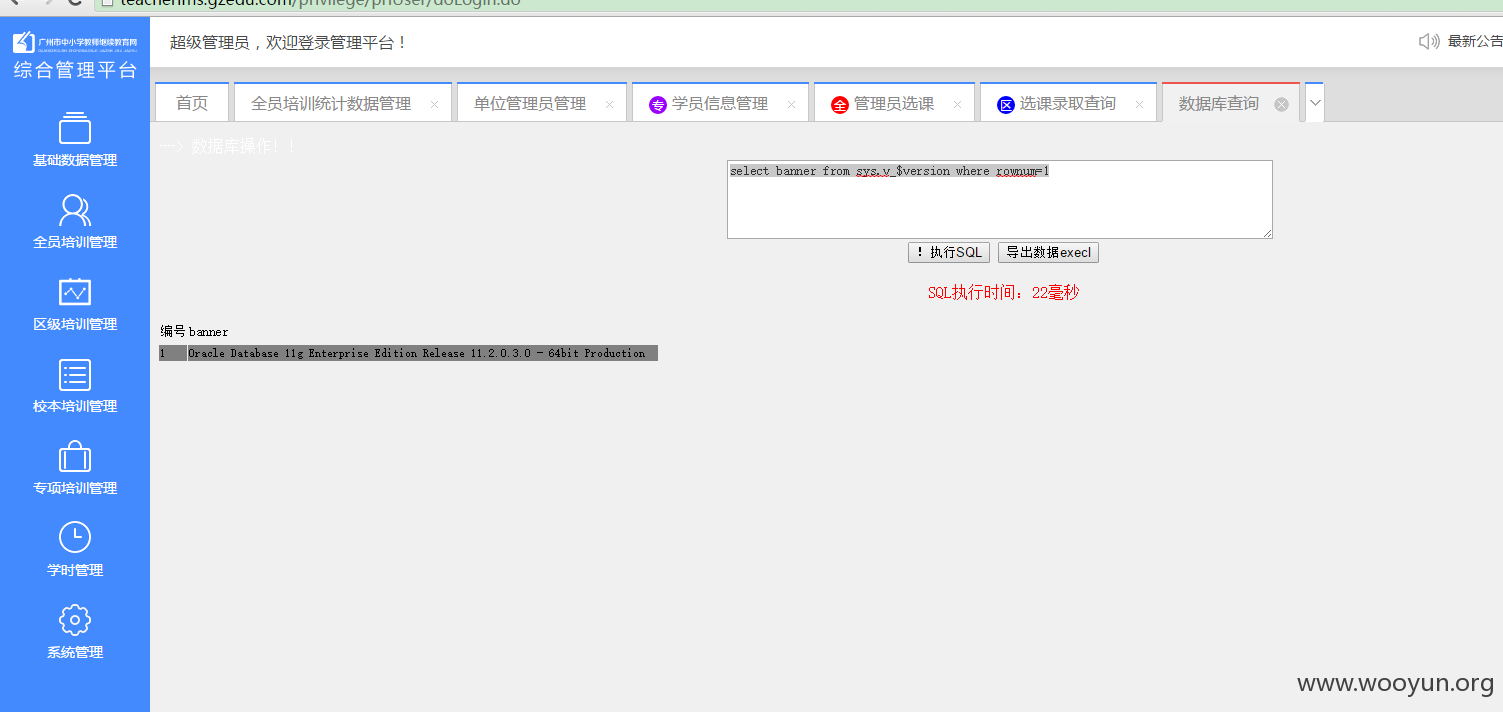 teachertms.gzedu.com/privilege/priUser/doLogin.do
广州市中小学教师继续教育网
综合管理平台
超级管理员，欢迎登录管理平台！
最新公告
首页
全员培训统计数据管理
单位管理员管理
专 学员信息管理
全 管理员选课
区 选课录取查询
数据库查询
基础数据管理
全员培训管理
区级培训管理
校本培训管理
专项培训管理
学时管理
系统管理
一> 数据库操作！！
select banner from sys.v_$version where rownum=1
！执行SQL
导出数据execl
SQL执行时间：22毫秒
编号 banner
1 Oracle Database 11g Enterprise Edition Release 11.2.0.3.0 - 64bit Production
www.wooyun.org